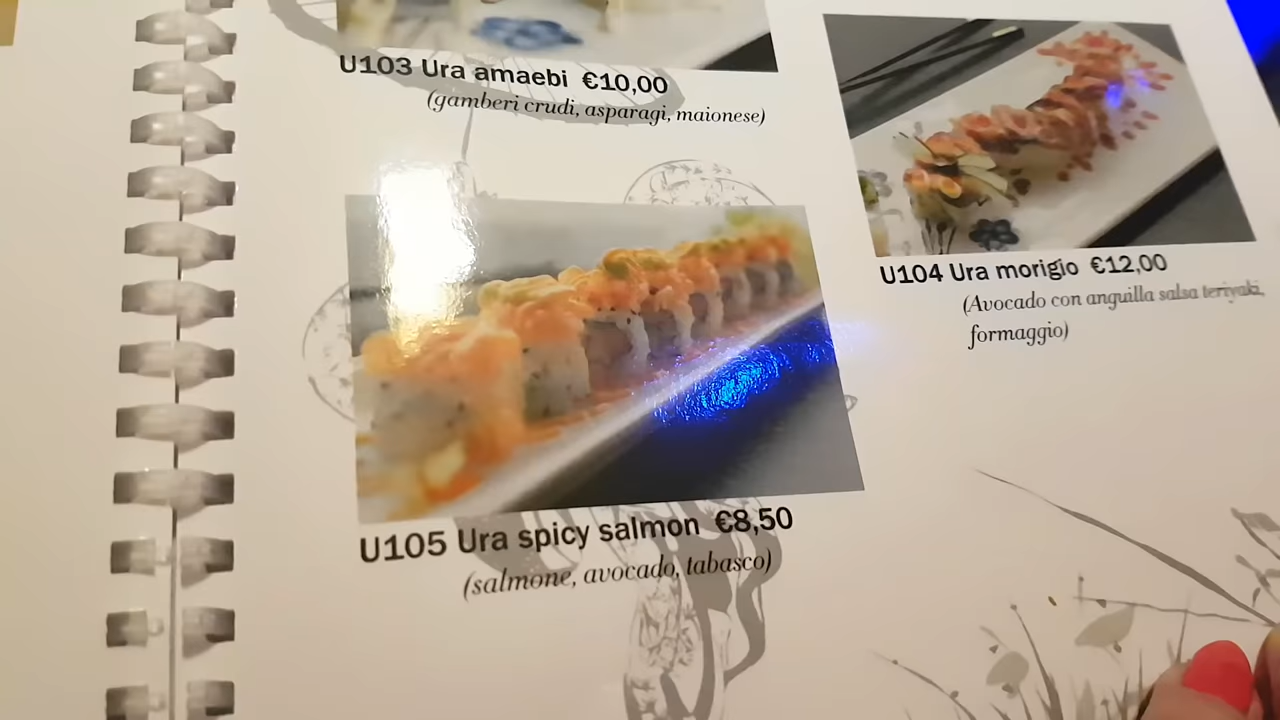 U103 Ura amaebi €10,00
(gamberi crudi, asparagi, maionese)
U104 Ura morigio €12,00
(Avocado con anguilla salsa teriyaki,
formaggio)
U105 Ura spicy salmon €8,50
(salmone, avocado, tabasco)